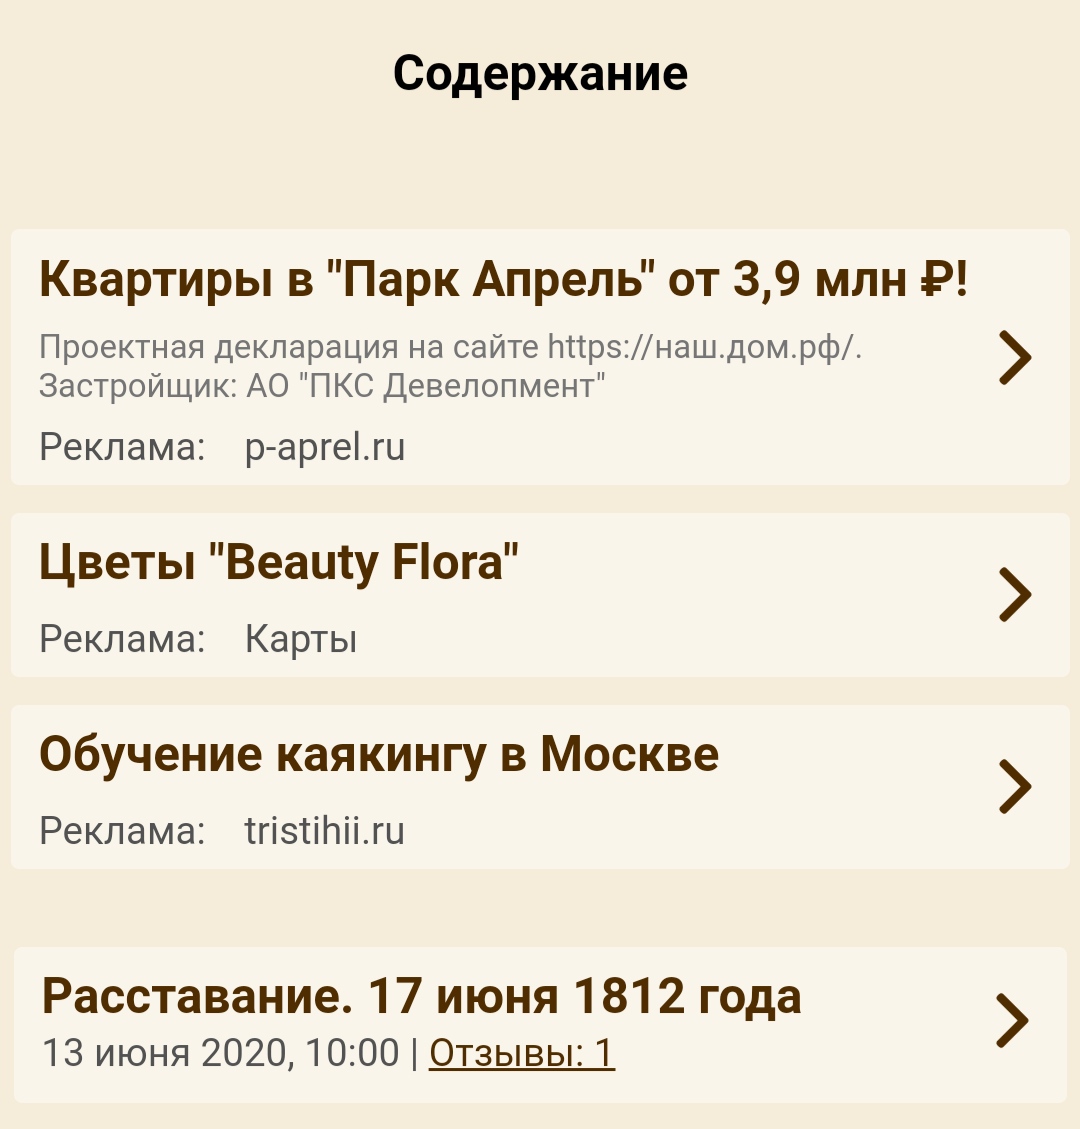 Содержание
Квартиры в "Парк Апрель" от 3,9 млн ₽!
Проектная декларация на сайте https://наш.дом.рф/.
Застройщик: АО "ПКС Девелопмент"
Реклама: p-aprel.ru
Цветы "Beauty Flora"
Реклама: Карты
Обучение каякингу в Москве
Реклама: tristihii.ru
Расставание. 17 июня 1812 года
13 июня 2020, 10:00 | Отзывы: 1